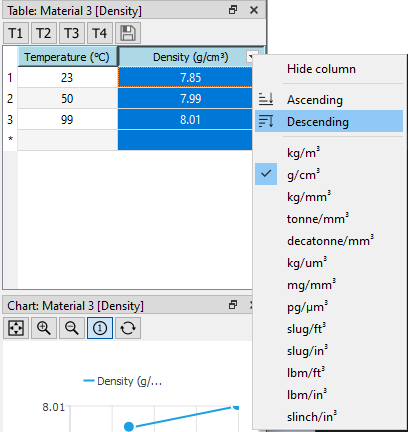 Table: Material 3 [Density]
T1 T2 T3 T4
Temperature (°C) Density (g/cm³)
1 23 7.85
2 50 7.99
3 99 8.01
*
Hide column
Ascending
Descending
kg/m³
g/cm³
kg/mm³
tonne/mm³
decatonne/mm³
kg/um³
mg/mm³
pg/µm³
slug/ft³
slug/in³
lbm/ft³
lbm/in³
slinch/in³
Chart: Material 3 [Density]
1
Density (g/...
8.01